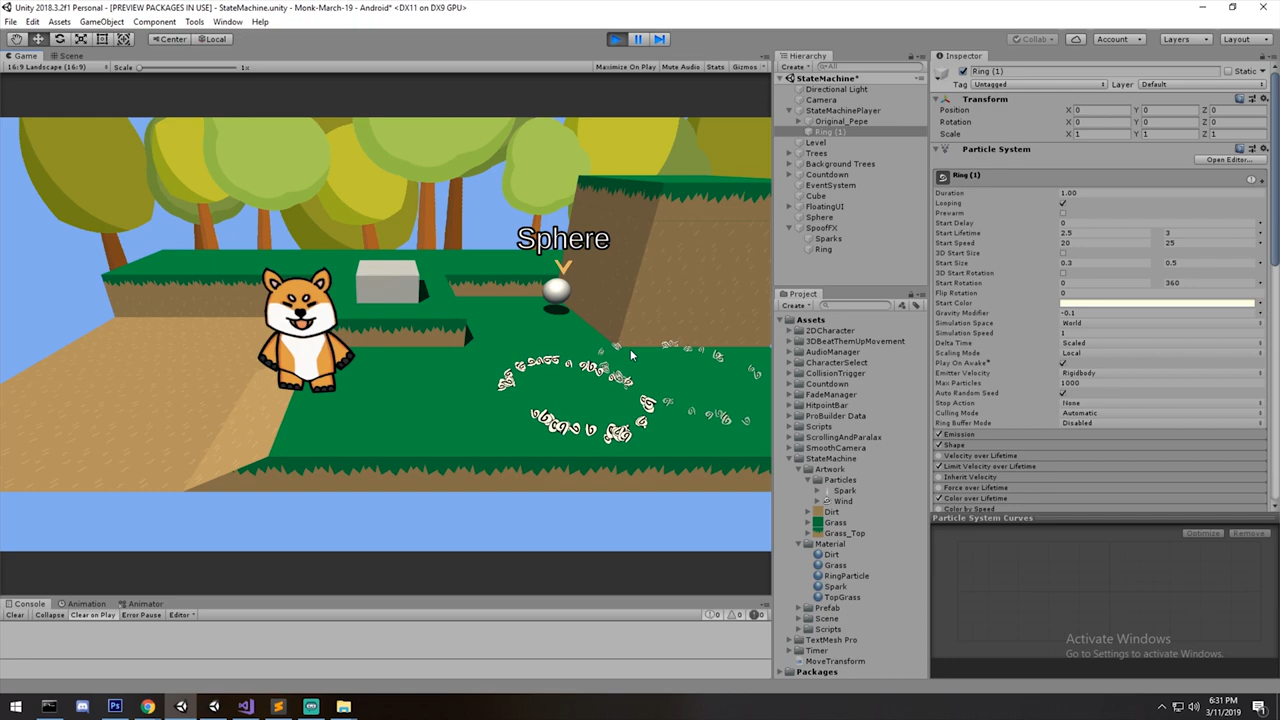 Unity 2018.3.2f1 Personal - [PREVIEW PACKAGES IN USE] - StateMachine.unity - Monk-March-19 - Android* <DX11 on DX9 GPU>
File Edit Assets GameObject Component Tools Window Help
Center Local Collab Account Layers Layout
Game Scene
16:9 Landscape (16:9) Scale 1x Maximize On Play Mute Audio Stats Gizmos
Sphere
Console Animation Animator
Clear Collapse Clear on Play Error Pause Editor 0 0 0
Hierarchy
Create All
StateMachine*
Directional Light
Camera
StateMachinePlayer
Original_Pepe
Ring (1)
Level
Trees
Background Trees
Countdown
EventSystem
Cube
FloatingUI
Sphere
SpoofFX
Sparks
Ring
Project
Create
Assets
2DCharacter
3DBeatThemUpMovement
AudioManager
CharacterSelect
CollisionTrigger
Countdown
FadeManager
HitpointBar
ProBuilder Data
Scripts
ScrollingAndParalax
SmoothCamera
StateMachine
Artwork
Particles
Spark
Wind
Dirt
Grass
Grass_Top
Material
Dirt
Grass
RingParticle
Spark
TopGrass
Prefab
Scene
Scripts
TextMesh Pro
Timer
MoveTransform
Packages
Inspector
Ring (1) Static
Tag Untagged Layer Default
Transform
Position X 0 Y 0 Z 0
Rotation X 0 Y 0 Z 0
Scale X 1 Y 1 Z 1
Particle System
Open Editor...
Ring (1)
Duration 1.00
Looping
Prewarm
Start Delay 0
Start Lifetime 2.5 3
Start Speed 20 25
3D Start Size
Start Size 0.3 0.5
3D Start Rotation
Start Rotation 0 360
Flip Rotation 0
Start Color
Gravity Modifier -0.1
Simulation Space World
Simulation Speed 1
Delta Time Scaled
Scaling Mode Local
Play On Awake*
Emitter Velocity Rigidbody
Max Particles 1000
Auto Random Seed
Stop Action None
Culling Mode Automatic
Ring Buffer Mode Disabled
Emission
Shape
Velocity over Lifetime
Limit Velocity over Lifetime
Inherit Velocity
Force over Lifetime
Color over Lifetime
Color by Speed
Particle System Curves
Optimize Remove
Activate Windows
Go to Settings to activate Windows.
6:31 PM
3/11/2019